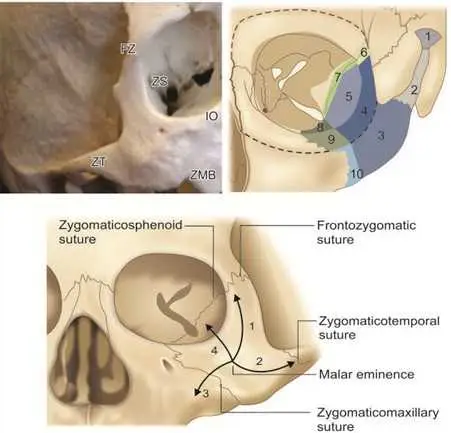 FZ
ZS
IO
ZT
ZMB
1
2
3
4
5
6
7
8
9
10
Zygomaticosphenoid
suture
Frontozygomatic
suture
Zygomaticotemporal
suture
Malar eminence
Zygomaticomaxillary
suture
1
2
3
4